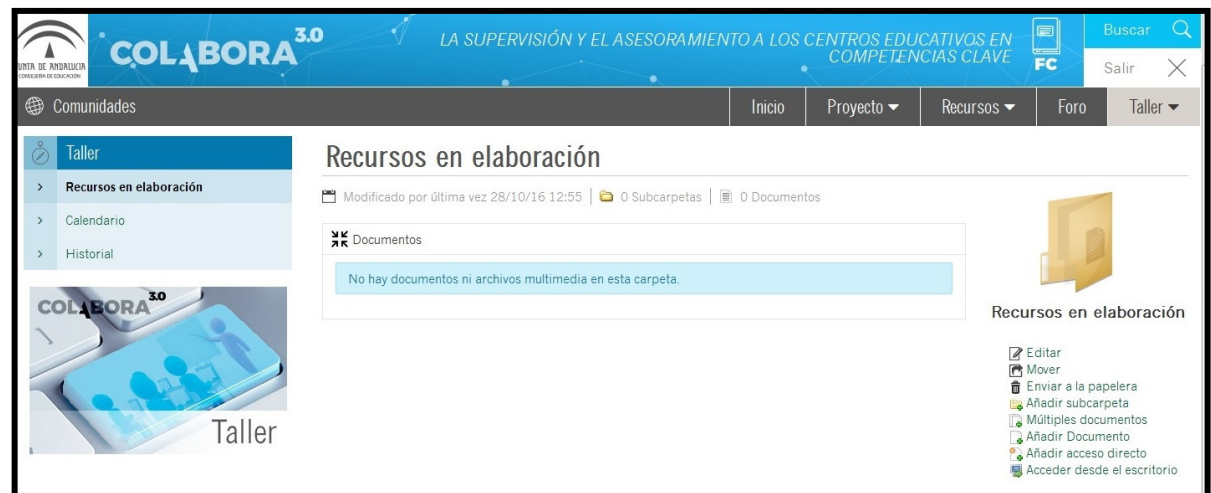 JUNTA DE ANDALUCIA
CONSEJERÍA DE EDUCACIÓN
COLABORA 3.0
LA SUPERVISIÓN Y EL ASESORAMIENTO A LOS CENTROS EDUCATIVOS EN
COMPETENCIAS CLAVE
FC
Buscar
Salir
Comunidades
Inicio
Proyecto
Recursos
Foro
Taller
Taller
> Recursos en elaboración
> Calendario
> Historial
COLABORA 3.0
Taller
Recursos en elaboración
Modificado por última vez 28/10/16 12:55 | 0 Subcarpetas | 0 Documentos
Documentos
No hay documentos ni archivos multimedia en esta carpeta.
Recursos en elaboración
Editar
Mover
Enviar a la papelera
Añadir subcarpeta
Múltiples documentos
Añadir Documento
Añadir acceso directo
Acceder desde el escritorio